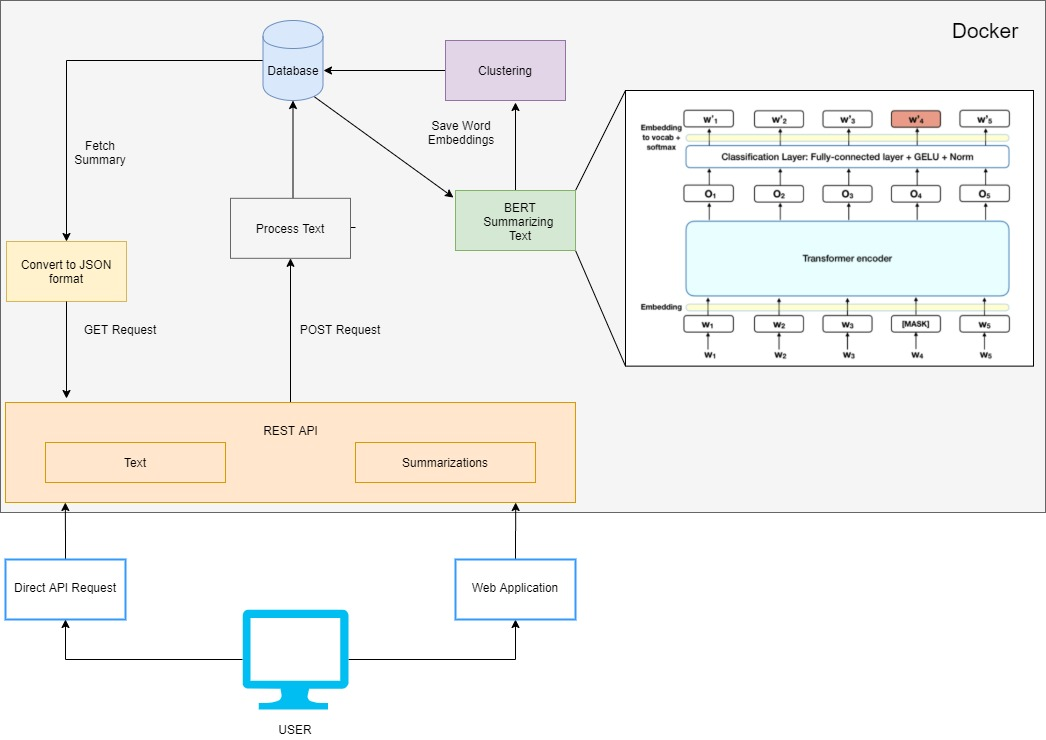 Docker
Database
Clustering
Fetch
Summary
Save Word
Embeddings
Process Text
BERT
Summarizing
Text
Convert to JSON
format
GET Request
POST Request
REST API
Text
Summarizations
Direct API Request
Web Application
USER
W'1 W'2 W'3 W'4 W'5
Embedding
to vocab +
softmax
Classification Layer: Fully-connected layer + GELU + Norm
O1 O2 O3 O4 O5
Transformer encoder
Embedding
W1 W2 W3 [MASK] W5
W1 W2 W3 W4 W5